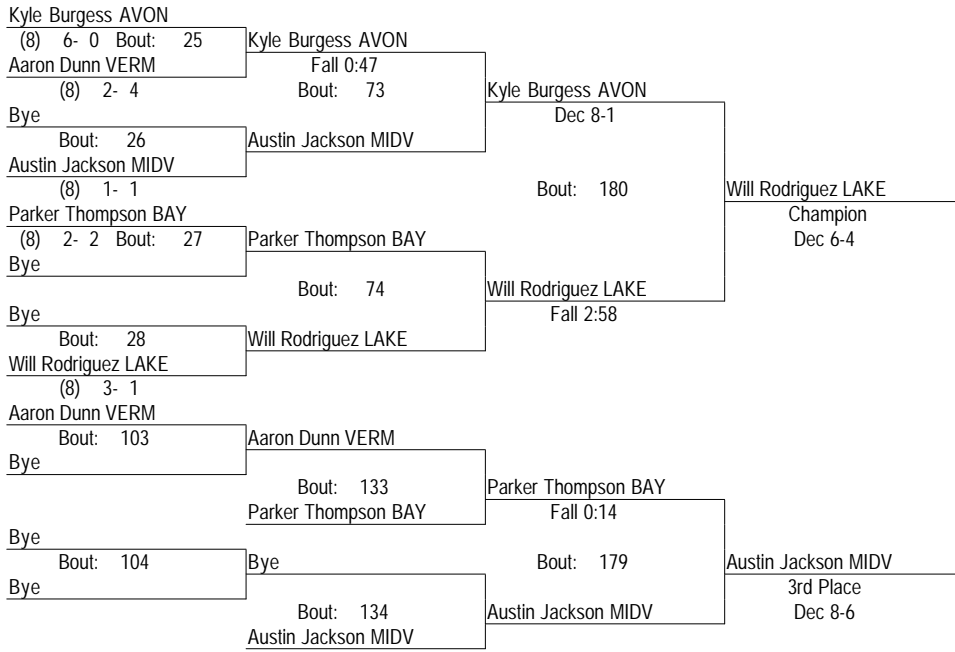 Kyle Burgess AVON
(8) 6- 0 Bout: 25 Kyle Burgess AVON
Aaron Dunn VERM Fall 0:47
(8) 2- 4 Bout: 73 Kyle Burgess AVON
Bye Dec 8-1
Bout: 26 Austin Jackson MIDV
Austin Jackson MIDV
(8) 1- 1 Bout: 180 Will Rodriguez LAKE
Parker Thompson BAY Champion
(8) 2- 2 Bout: 27 Parker Thompson BAY Dec 6-4
Bye
Bout: 74 Will Rodriguez LAKE
Bye Fall 2:58
Bout: 28 Will Rodriguez LAKE
Will Rodriguez LAKE
(8) 3- 1
Aaron Dunn VERM
Bout: 103 Aaron Dunn VERM
Bye
Bout: 133 Parker Thompson BAY
Parker Thompson BAY Fall 0:14
Bye
Bout: 104 Bye Bout: 179 Austin Jackson MIDV
Bye 3rd Place
Bout: 134 Austin Jackson MIDV Dec 8-6
Austin Jackson MIDV